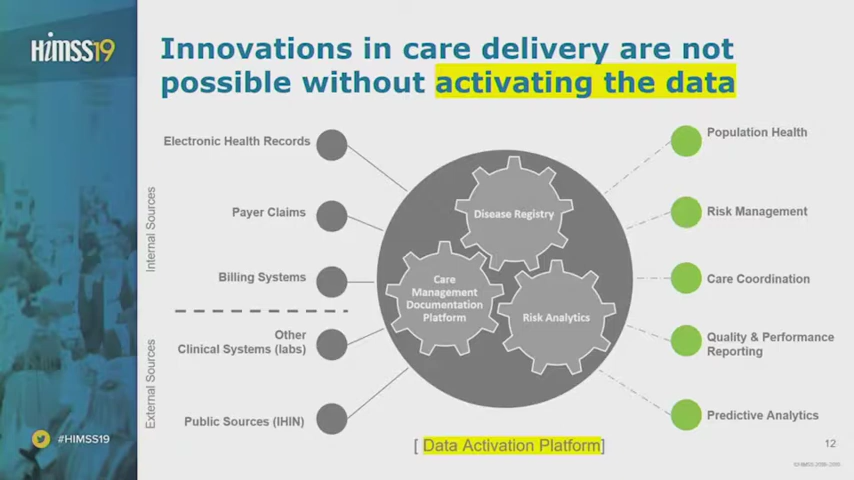 HIMSS19
Innovations in care delivery are not
possible without activating the data
Internal Sources
External Sources
Electronic Health Records
Payer Claims
Billing Systems
Other
Clinical Systems (labs)
Public Sources (IHIN)
Disease Registry
Care
Management
Documentation
Platform
Risk Analytics
Population Health
Risk Management
Care Coordination
Quality & Performance
Reporting
Predictive Analytics
[ Data Activation Platform]
#HIMSS19
12